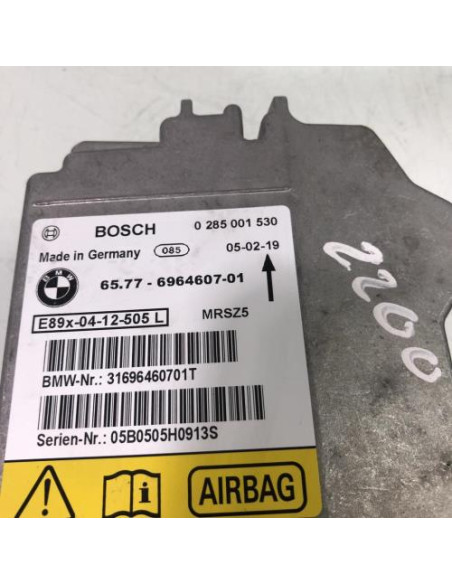 BOSCH 0 285 001 530
Made in Germany 085 05-02-19
BMW
65.77 - 6964607-01
E89x-04-12-505 L MRSZ5
BMW-Nr.: 31696460701T
Serien-Nr.: 05B0505H0913S
AIRBAG
2200